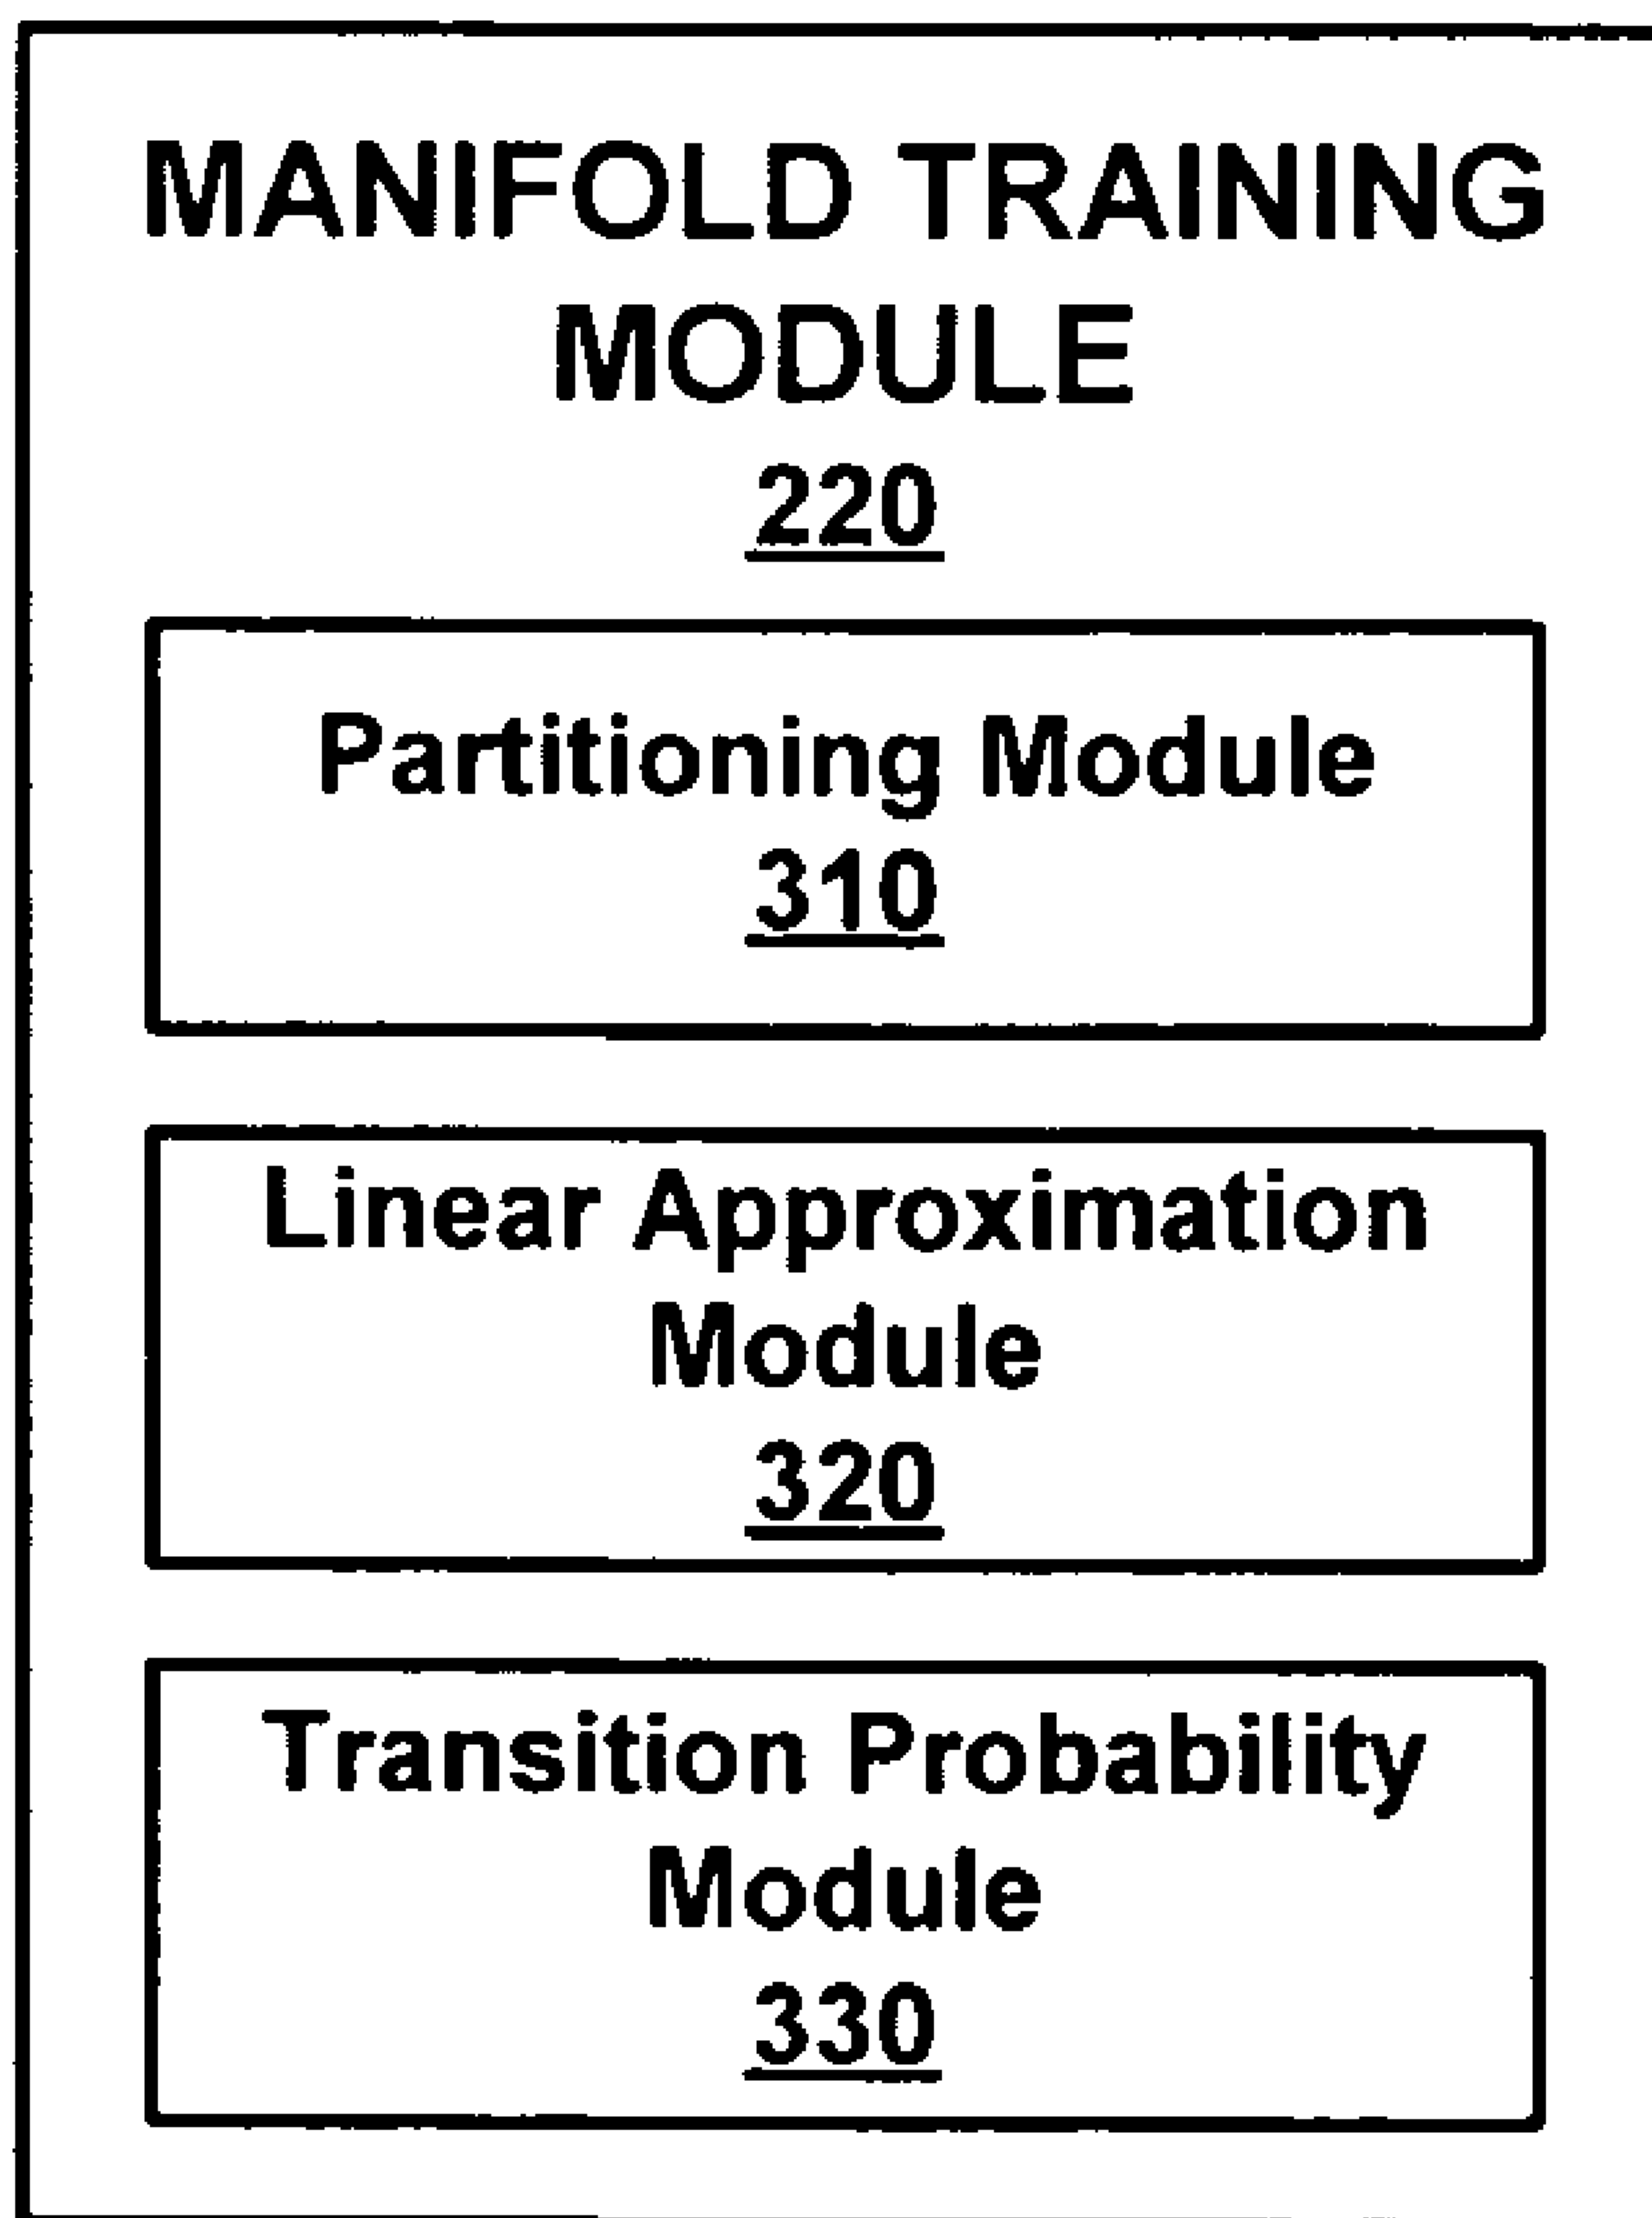 MANIFOLD TRAINING
MODULE
220
Partitioning Module
310
Linear Approximation
Module
320
Transition Probability
Module
330